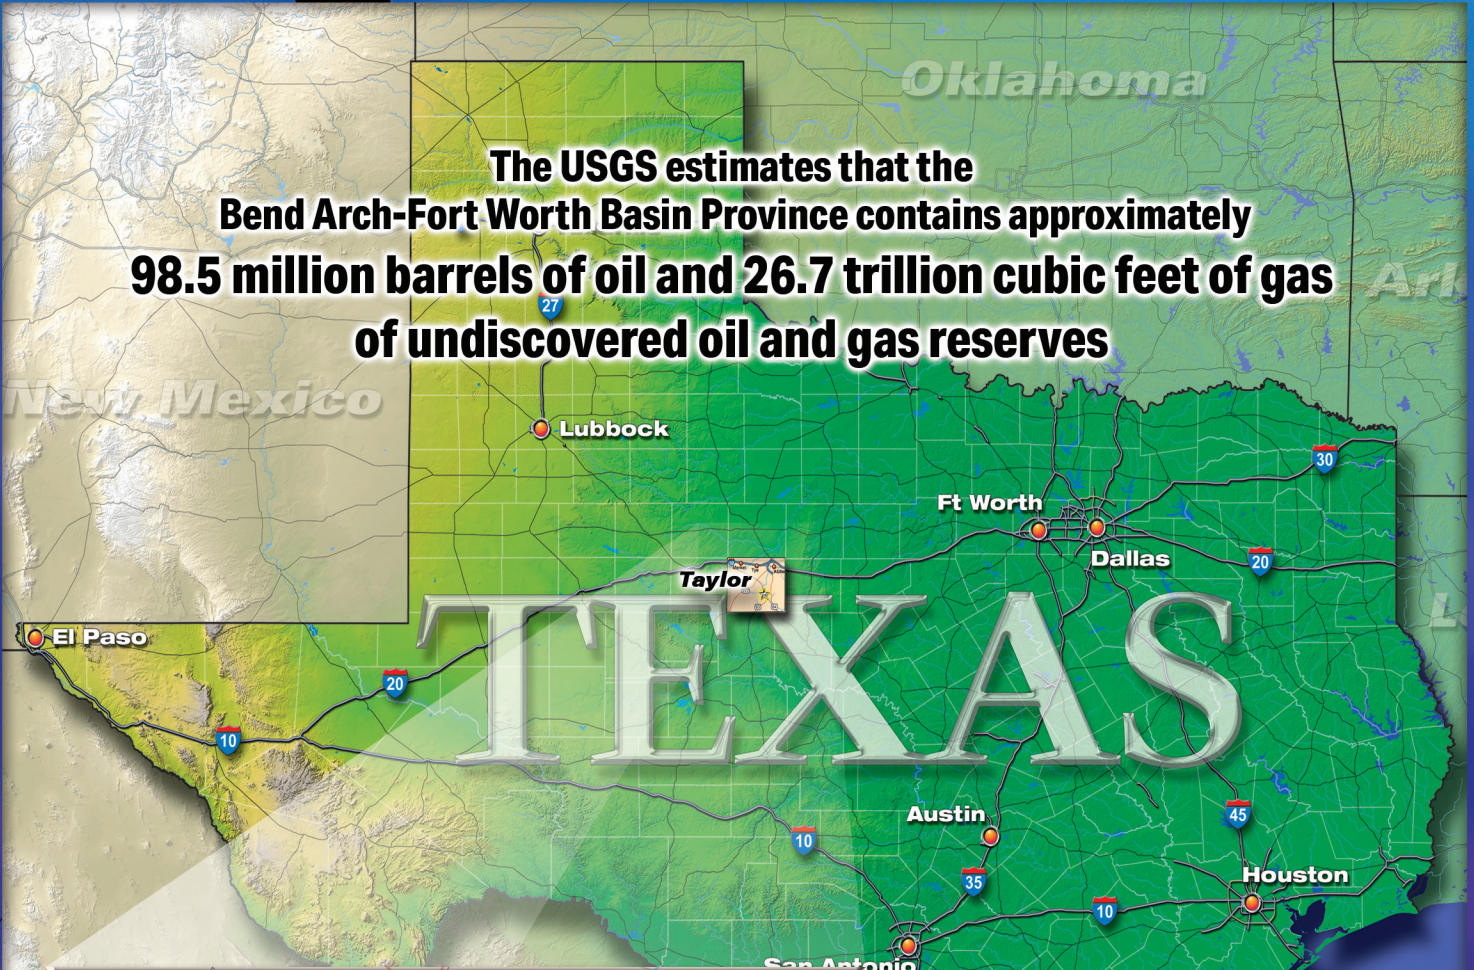 Oklahoma
The USGS estimates that the
Bend Arch-Fort Worth Basin Province contains approximately
98.5 million barrels of oil and 26.7 trillion cubic feet of gas
27
of undiscovered oil and gas reserves
New Mexico
Lubbock
30
Ft Worth
Dallas
20
Taylor
TEXAS
El Paso
20
10
Austin
45
10
35
Houston
10
San Antonio